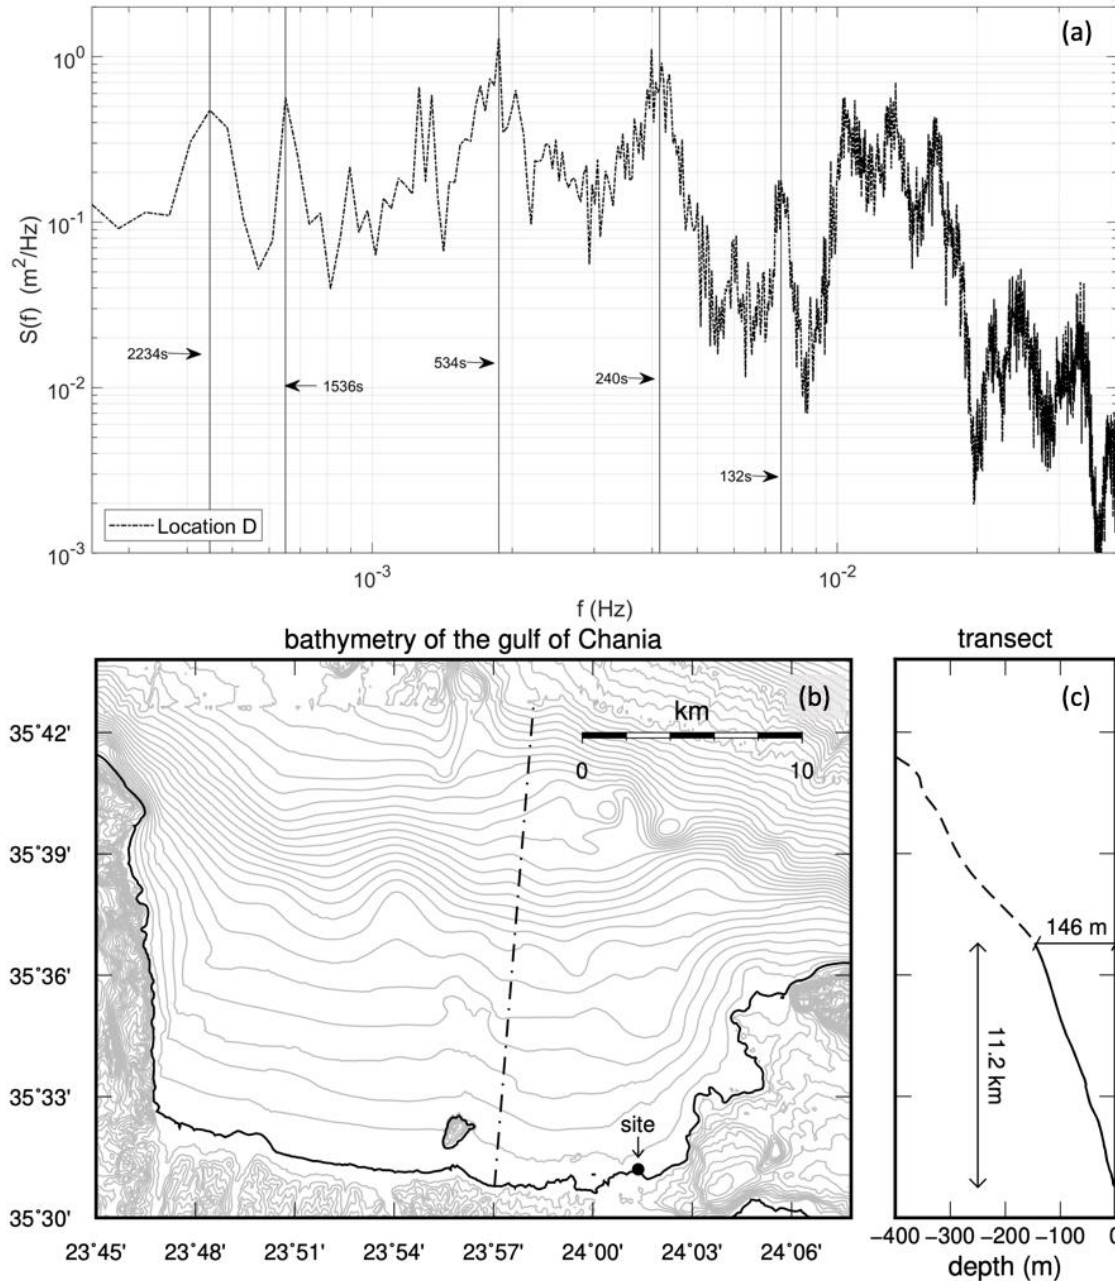 (a)
10⁰
10⁻¹
10⁻²
10⁻³
S(f) (m²/Hz)
2234s
1536s
534s
240s
132s
Location D
10⁻³
10⁻²
f (Hz)
bathymetry of the gulf of Chania
transect
(b)
km
0
10
site
35˚42'
35˚39'
35˚36'
35˚33'
35˚30'
23˚45'
23˚48'
23˚51'
23˚54'
23˚57'
24˚00'
24˚03'
24˚06'
(c)
146 m
11.2 km
−400
−300
−200
−100
0
depth (m)